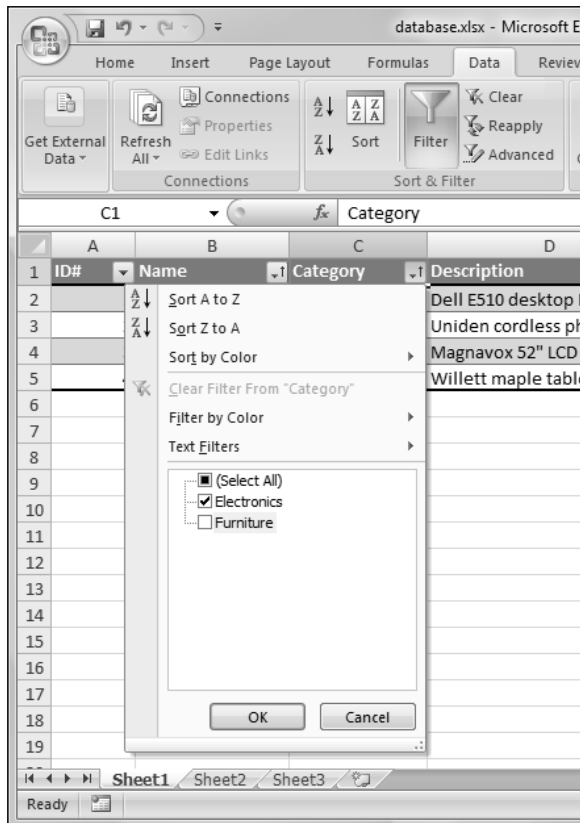 database.xlsx - Microsoft E
Home Insert Page Layout Formulas Data Review
Get External Data
Refresh All
Connections
Properties
Edit Links
Connections
A Z
Z A
A Z Z A
Sort
Filter
Clear
Reapply
Advanced
Sort & Filter
C1 fx Category
A B C D
1 ID# Name Category Description
2 Dell E510 desktop
3 Uniden cordless ph
4 Magnavox 52" LCD
5 Willett maple table
6
7
8
9
10
11
12
13
14
15
16
17
18
19
A Z Sort A to Z
Z A Sort Z to A
Sort by Color
Clear Filter From "Category"
Filter by Color
Text Filters
(Select All)
Electronics
Furniture
OK Cancel
Sheet1 Sheet2 Sheet3
Ready